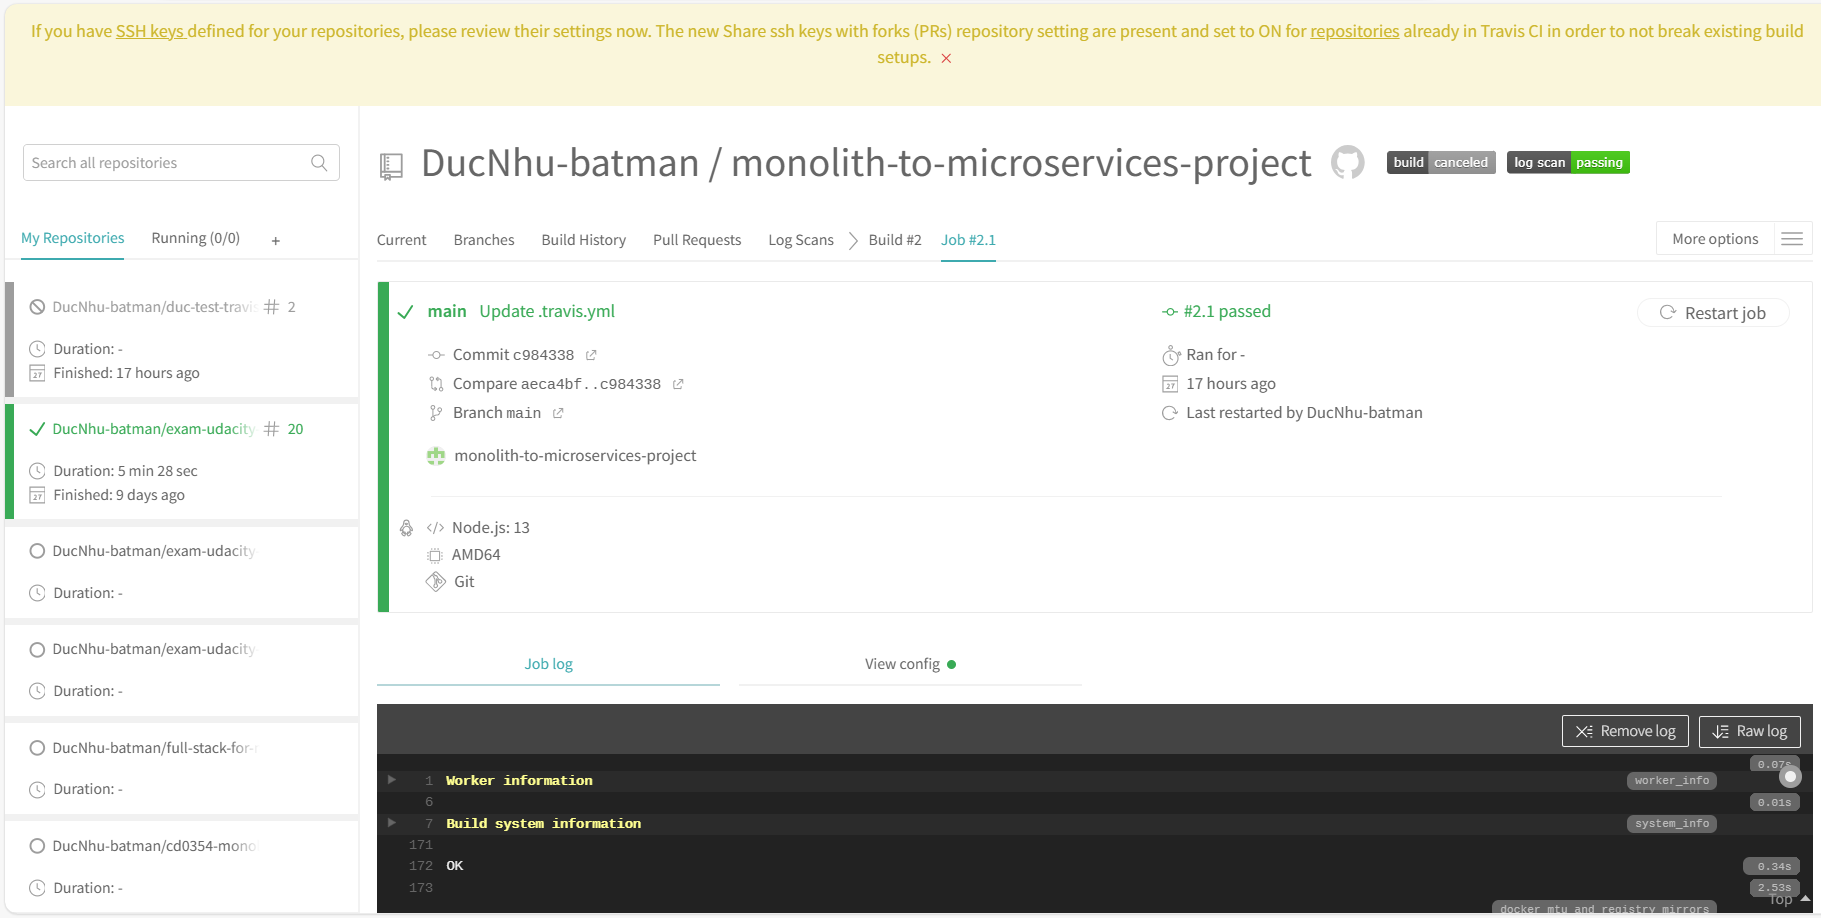 If you have SSH keys defined for your repositories, please review their settings now. The new Share ssh keys with forks (PRs) repository setting are present and set to ON for repositories already in Travis CI in order to not break existing build
setups.
Search all repositories
My Repositories
Running (0/0)
+
DucNhu-batman/duc-test-travis
# 2
Duration: -
Finished: 17 hours ago
DucNhu-batman/exam-udacity-
# 20
Duration: 5 min 28 sec
Finished: 9 days ago
DucNhu-batman/exam-udacity-
Duration: -
DucNhu-batman/exam-udacity-
Duration: -
DucNhu-batman/full-stack-for-
Duration: -
DucNhu-batman/cd0354-mono
Duration: -
DucNhu-batman / monolith-to-microservices-project
build canceled
log scan passing
Current
Branches
Build History
Pull Requests
Log Scans
Build #2
Job #2.1
More options
main Update .travis.yml
Commit c984338
Compare aeca4bf..c984338
Branch main
monolith-to-microservices-project
#2.1 passed
Ran for -
17 hours ago
Last restarted by DucNhu-batman
Restart job
Node.js: 13
AMD64
Git
Job log
View config
Remove log
Raw log
0.07s
1 Worker information worker_info
6 0.01s
7 Build system information system_info
171
172 OK 0.34s
173 2.53s
Top
docker_mtu_and_registry_mirrors